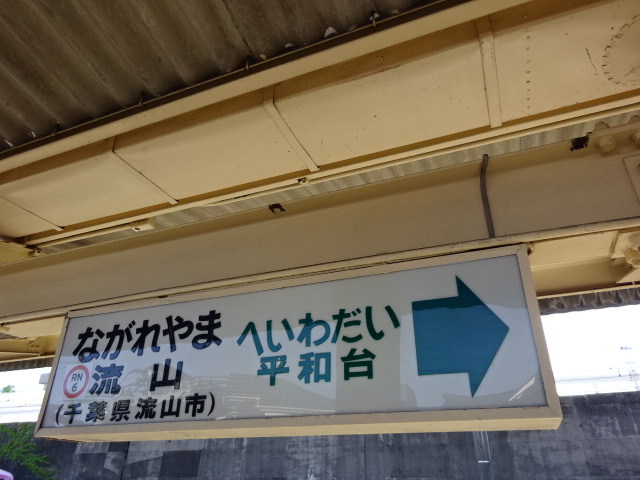 ながれやま
RN
6
流山
(千葉県流山市)
へいわだい
平和台